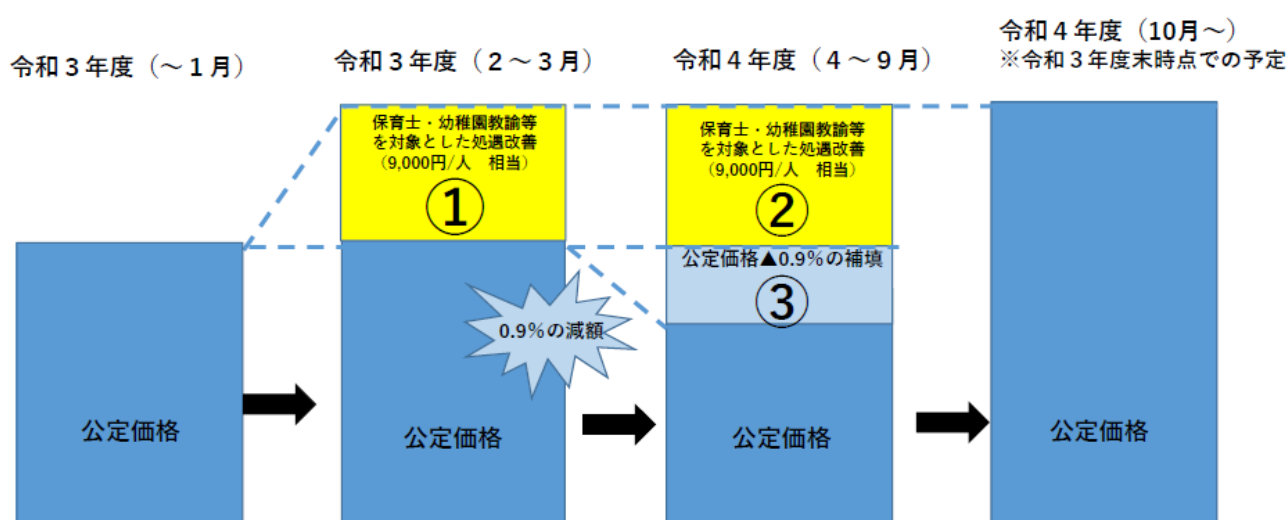 令和３年度（～１月）
令和３年度（２～３月）
令和４年度（４～９月）
令和４年度（10月～）
※令和３年度末時点での予定
保育士・幼稚園教諭等
を対象とした処遇改善
（9,000円/人　相当）
①
保育士・幼稚園教諭等
を対象とした処遇改善
（9,000円/人　相当）
②
公定価格▲0.9％の補填
③
0.9％の減額
公定価格
公定価格
公定価格
公定価格